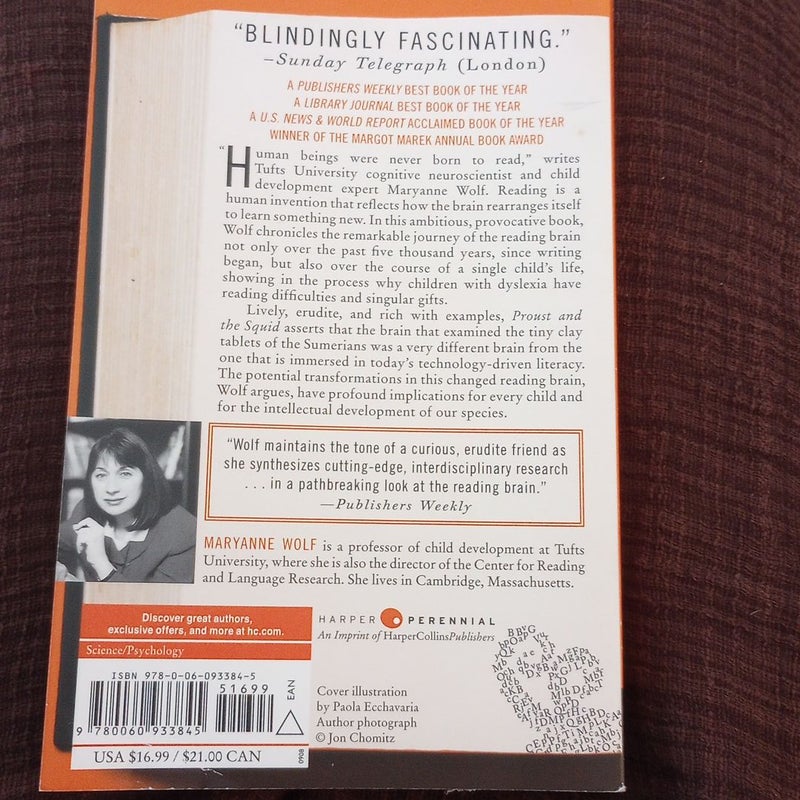 “BLINDINGLY FASCINATING.”
—Sunday Telegraph (London)
A PUBLISHERS WEEKLY BEST BOOK OF THE YEAR
A LIBRARY JOURNAL BEST BOOK OF THE YEAR
A U.S. NEWS & WORLD REPORT ACCLAIMED BOOK OF THE YEAR
WINNER OF THE MARGOT MAREK ANNUAL BOOK AWARD
“Human beings were never born to read,” writes
Tufts University cognitive neuroscientist and child
development expert Maryanne Wolf. Reading is a
human invention that reflects how the brain rearranges itself
to learn something new. In this ambitious, provocative book,
Wolf chronicles the remarkable journey of the reading brain
not only over the past five thousand years, since writing
began, but also over the course of a single child’s life,
showing in the process why children with dyslexia have
reading difficulties and singular gifts.
Lively, erudite, and rich with examples, Proust and
the Squid asserts that the brain that examined the tiny clay
tablets of the Sumerians was a very different brain from the
one that is immersed in today’s technology-driven literacy.
The potential transformations in this changed reading brain,
Wolf argues, have profound implications for every child and
for the intellectual development of our species.
“Wolf maintains the tone of a curious, erudite friend as
she synthesizes cutting-edge, interdisciplinary research
. . . in a pathbreaking look at the reading brain.”
—Publishers Weekly
MARYANNE WOLF is a professor of child development at Tufts
University, where she is also the director of the Center for Reading
and Language Research. She lives in Cambridge, Massachusetts.
Discover great authors,
exclusive offers, and more at hc.com.
Science/Psychology
ISBN 978-0-06-093384-5
51699
EAN
9 780060 933845
USA $16.99 / $21.00 CAN
0908
HARPER PERENNIAL
An Imprint of HarperCollinsPublishers
Cover illustration
by Paola Ecchavaria
Author photograph
© Jon Chomitz